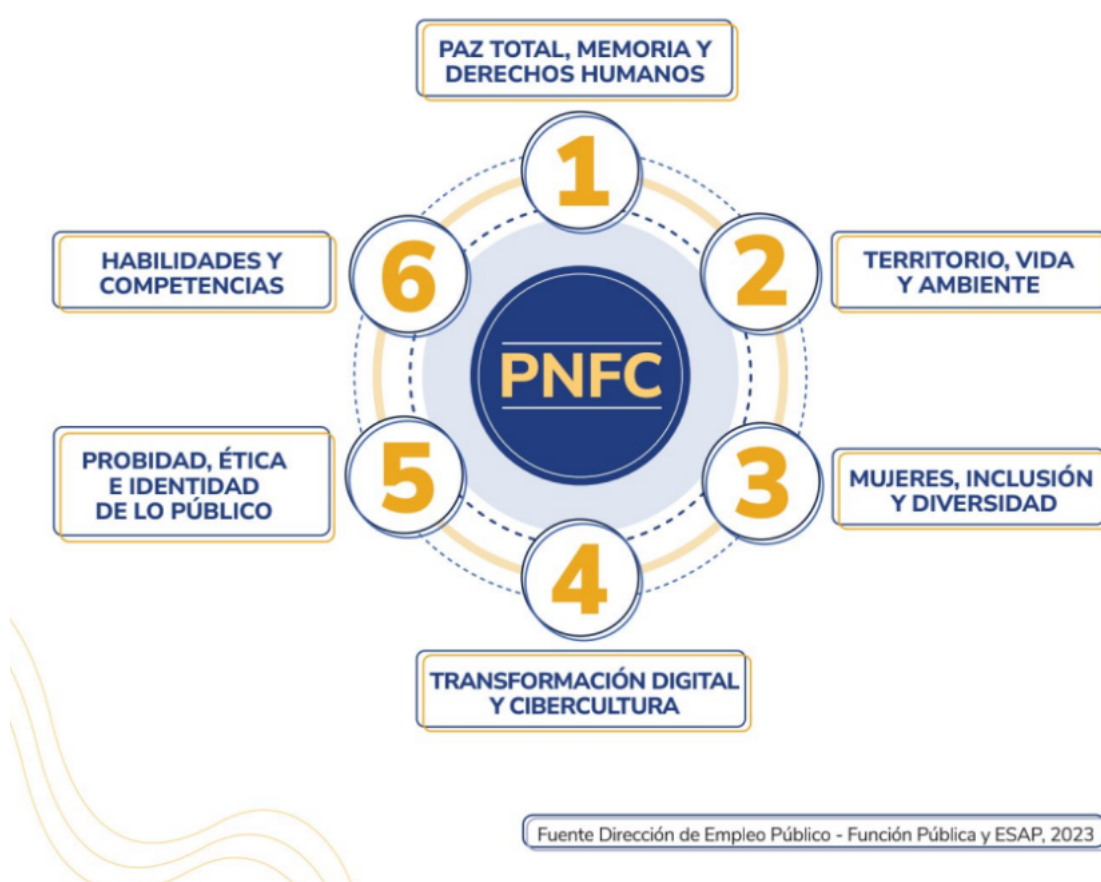 PAZ TOTAL, MEMORIA Y
DERECHOS HUMANOS
1
2
TERRITORIO, VIDA
Y AMBIENTE
3
MUJERES, INCLUSIÓN
Y DIVERSIDAD
4
TRANSFORMACIÓN DIGITAL
Y CIBERCULTURA
5
PROBIDAD, ÉTICA
E IDENTIDAD
DE LO PÚBLICO
6
HABILIDADES Y
COMPETENCIAS
PNFC
Fuente Dirección de Empleo Público - Función Pública y ESAP, 2023